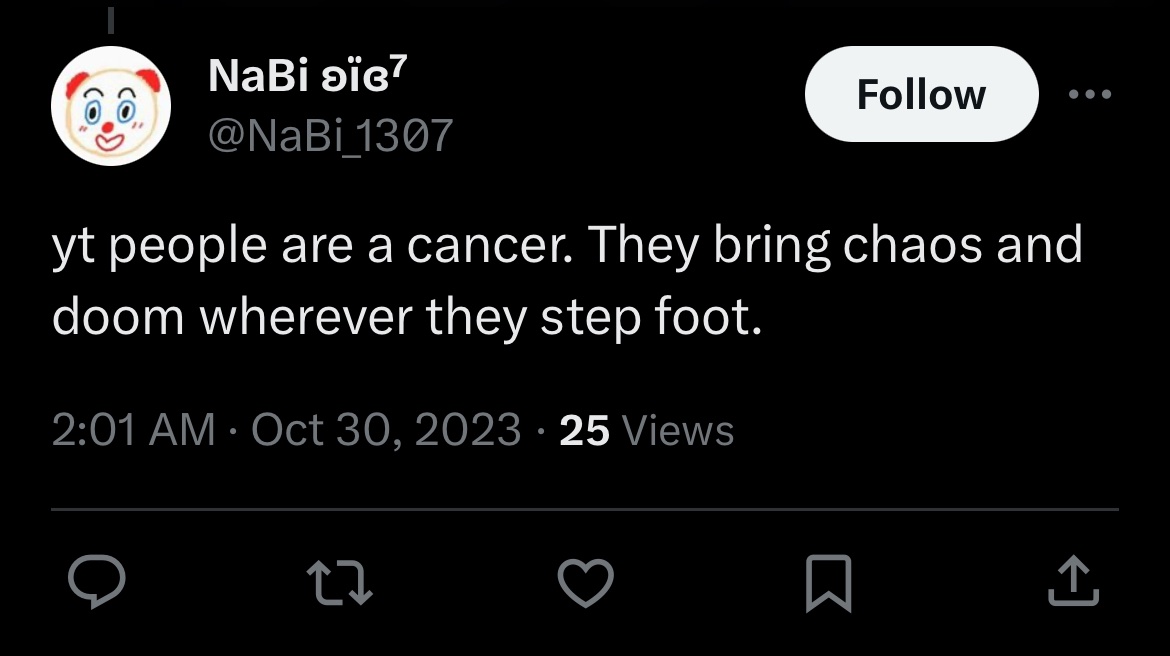 NaBi ʚïɞ⁷
Follow
@NaBi_1307
yt people are a cancer. They bring chaos and
doom wherever they step foot.
2:01 AM · Oct 30, 2023 · 25 Views